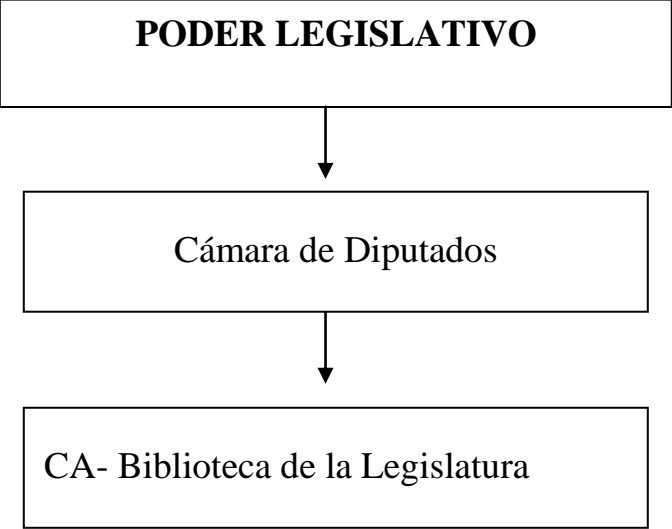 PODER LEGISLATIVO
Cámara de Diputados
CA- Biblioteca de la Legislatura